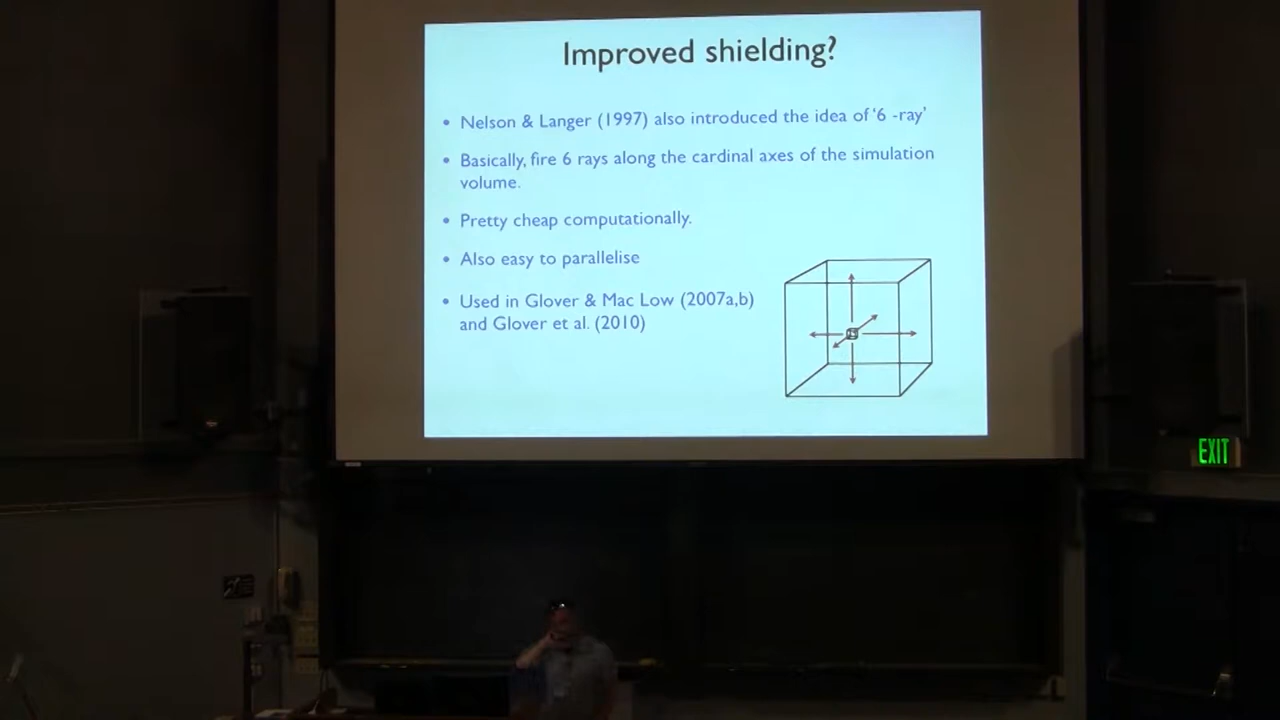 Improved shielding?
• Nelson & Langer (1997) also introduced the idea of '6 -ray'
• Basically, fire 6 rays along the cardinal axes of the simulation
volume.
• Pretty cheap computationally.
• Also easy to parallelise
• Used in Glover & Mac Low (2007a,b)
and Glover et al. (2010)
EXIT